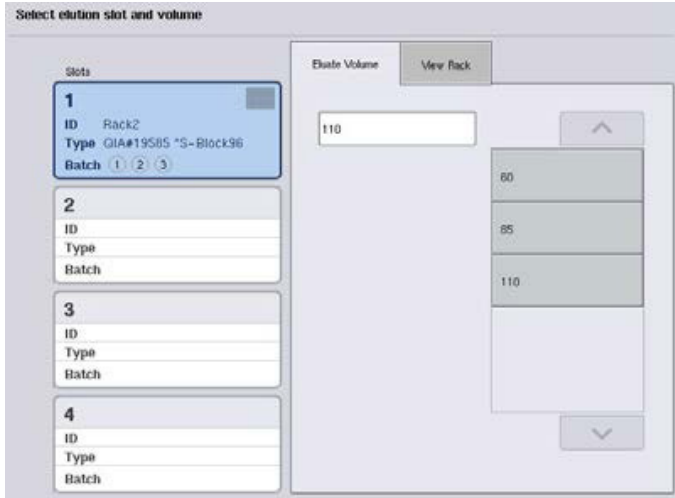 Select elution slot and volume
Slots
1
ID Rack2
Type QIA#19585 *S-Block96
Batch 1 2 3
2
ID
Type
Batch
3
ID
Type
Batch
4
ID
Type
Batch
Eluate Volume
View Rack
110
60
85
110